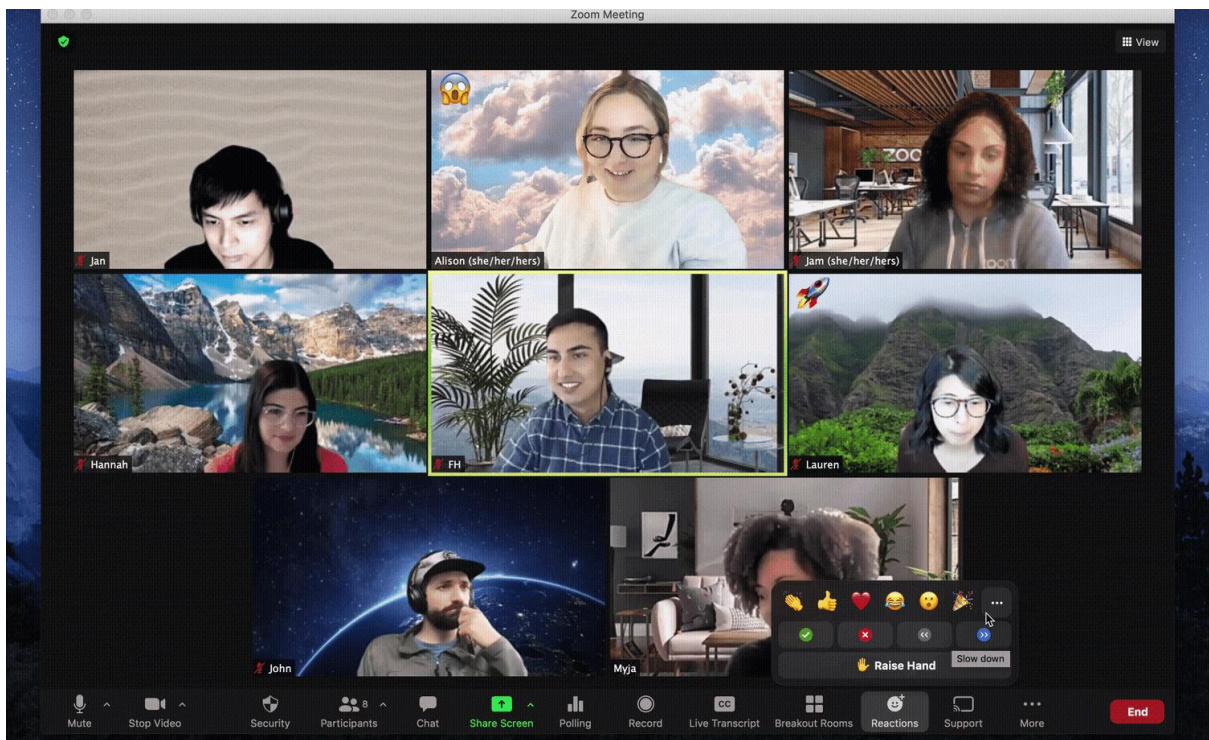 Zoom Meeting
View
Jan
Alison (she/her/hers)
Jam (she/her/hers)
ZOO
zoom
Hannah
FH
Lauren
John
Myja
Slow down
Raise Hand
8
CC
Mute
Stop Video
Security
Participants
Chat
Share Screen
Polling
Record
Live Transcript
Breakout Rooms
Reactions
Support
More
End